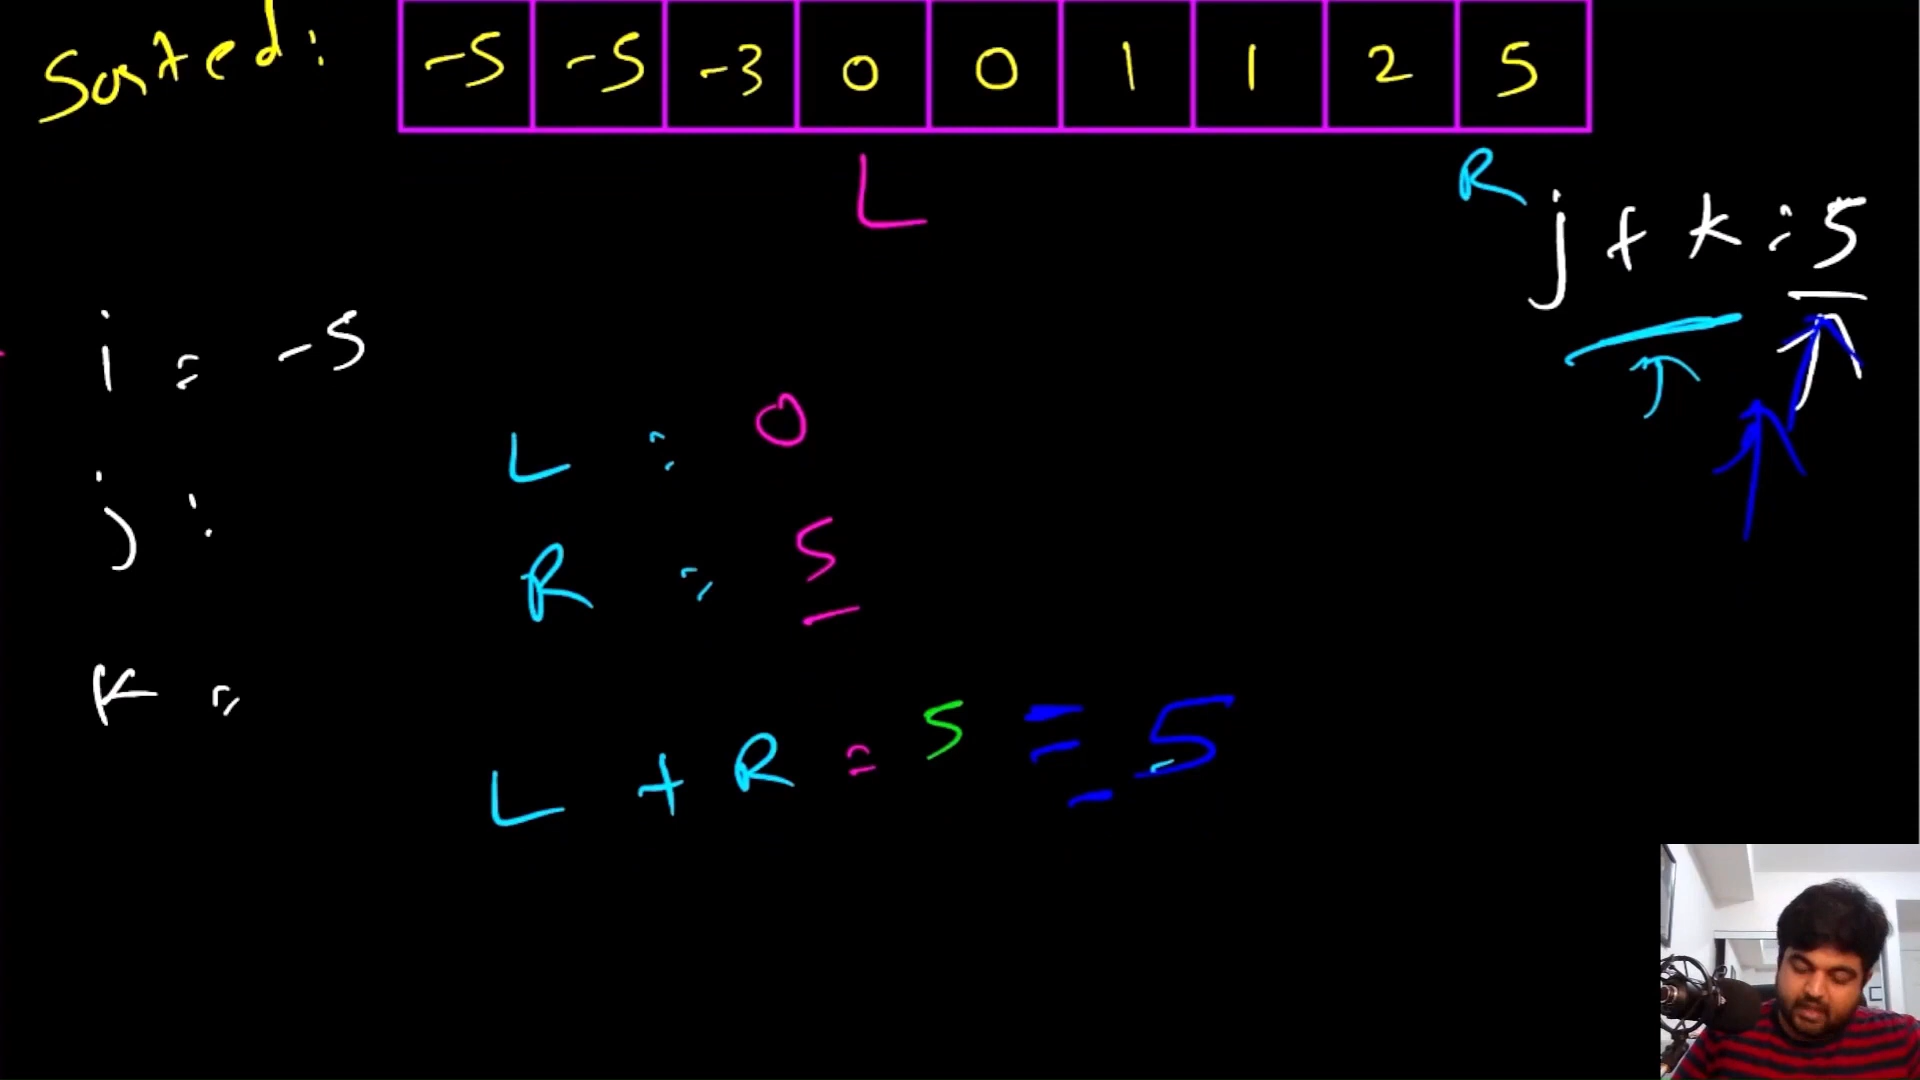 Sorted: -5 -5 -3 0 0 1 1 2 5
L R
j + k = 5
i = -5
L = 0
j =
R = 5
k =
L + R = 5 = 5